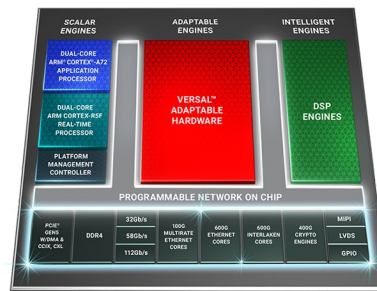 SCALAR
ENGINES
ADAPTABLE
ENGINES
INTELLIGENT
ENGINES
DUAL-CORE
ARM® CORTEX®-A72
APPLICATION
PROCESSOR
DUAL-CORE
ARM CORTEX-R5F
REAL-TIME
PROCESSOR
PLATFORM
MANAGEMENT
CONTROLLER
VERSAL™
ADAPTABLE
HARDWARE
DSP
ENGINES
PROGRAMMABLE NETWORK ON CHIP
PCIE®
GEN5
W/DMA &
CCIX, CXL
DDR4
32Gb/s
58Gb/s
112Gb/s
100G
MULTIRATE
ETHERNET
CORES
600G
ETHERNET
CORES
600G
INTERLAKEN
CORES
400G
CRYPTO
ENGINES
MIPI
LVDS
GPIO